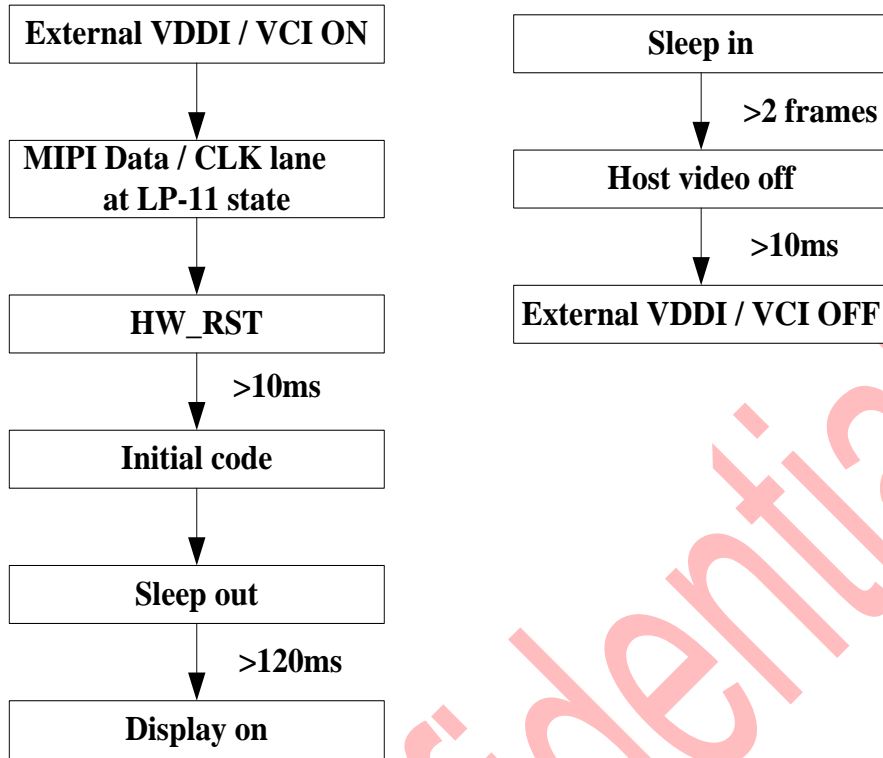 External VDDI / VCI ON
MIPI Data / CLK lane
at LP-11 state
HW_RST
>10ms
Initial code
Sleep out
>120ms
Display on
Sleep in
>2 frames
Host video off
>10ms
External VDDI / VCI OFF